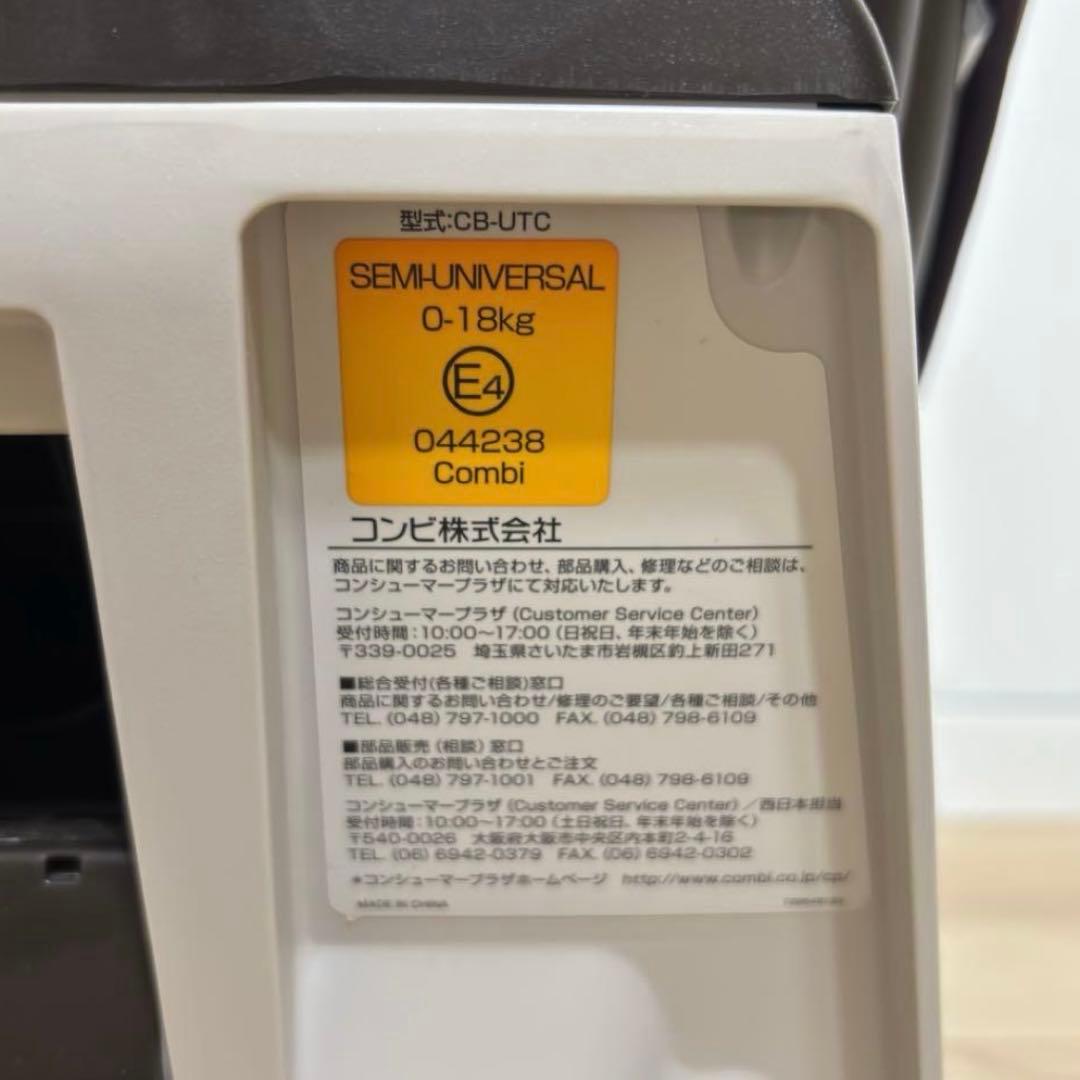 型式:CB-UTC
SEMI-UNIVERSAL
0-18kg
E4
044238
Combi
コンビ株式会社
商品に関するお問い合わせ、部品購入、修理などのご相談は、
コンシューマープラザにて対応いたします。
コンシューマープラザ (Customer Service Center)
受付時間:10:00～17:00 (日祝日、年末年始を除く)
〒339-0025 埼玉県さいたま市岩槻区釣上新田271
■総合受付(各種ご相談)窓口
商品に関するお問い合わせ/修理のご要望/各種ご相談/その他
TEL. (048) 797-1000 FAX. (048) 798-6109
■部品販売 (相談) 窓口
部品購入のお問い合わせとご注文
TEL. (048) 797-1001 FAX. (048) 798-6109
コンシューマープラザ (Customer Service Center) /西日本担当
受付時間:10:00～17:00 (土日祝日、年末年始を除く)
〒540-0026 大阪府大阪市中央区内本町2-4-16
TEL. (06) 6942-0379 FAX. (06) 6942-0302
*コンシューマープラザホームページ http://www.combi.co.jp/cp/
MADE IN CHINA